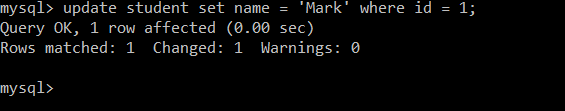 mysql> update student set name = 'Mark' where id = 1;
Query OK, 1 row affected (0.00 sec)
Rows matched: 1  Changed: 1  Warnings: 0
mysql>